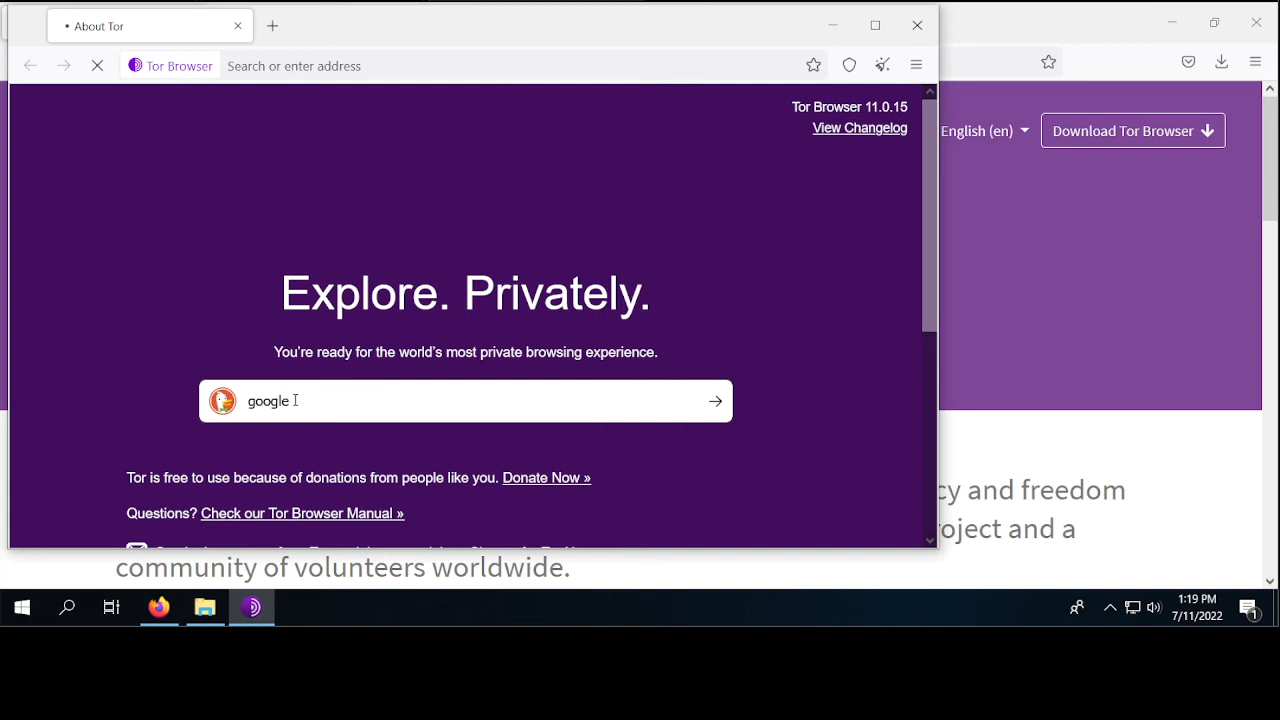 About Tor
Tor Browser
Search or enter address
Tor Browser 11.0.15
View Changelog
English (en)
Download Tor Browser
Explore. Privately.
You're ready for the world's most private browsing experience.
google
Tor is free to use because of donations from people like you. Donate Now »
cy and freedom
Questions? Check our Tor Browser Manual »
roject and a
community of volunteers worldwide.
1:19 PM
7/11/2022
1